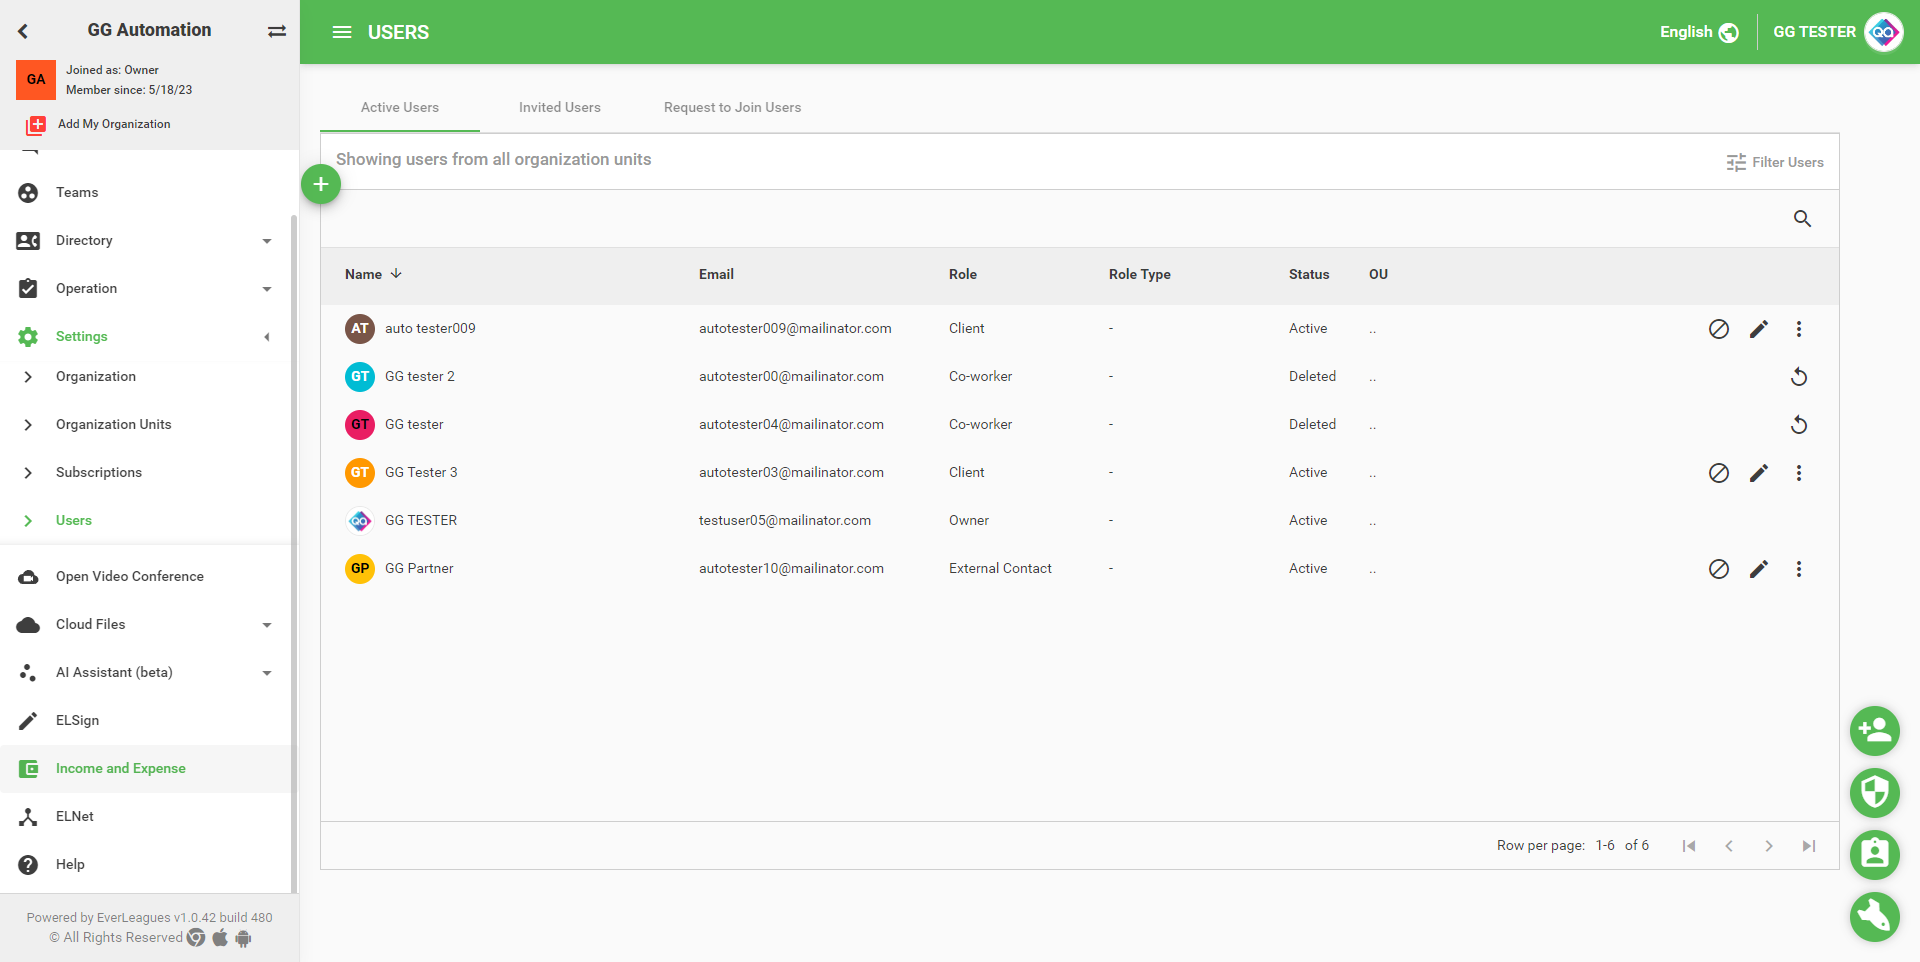 GG Automation
GA
Joined as: Owner
Member since: 5/18/23
Add My Organization
Teams
Directory
Operation
Settings
Organization
Organization Units
Subscriptions
Users
Open Video Conference
Cloud Files
AI Assistant (beta)
ELSign
Income and Expense
ELNet
Help
Powered by EverLeagues v1.0.42 build 480
© All Rights Reserved
USERS
English
GG TESTER
QA
Active Users
Invited Users
Request to Join Users
Showing users from all organization units
Filter Users
Name Email Role Role Type Status OU
AT auto tester009 autotester009@mailinator.com Client - Active ..
GT GG tester 2 autotester00@mailinator.com Co-worker - Deleted ..
GT GG tester autotester04@mailinator.com Co-worker - Deleted ..
GT GG Tester 3 autotester03@mailinator.com Client - Active ..
QA GG TESTER testuser05@mailinator.com Owner - Active ..
GP GG Partner autotester10@mailinator.com External Contact - Active ..
Row per page: 1-6 of 6